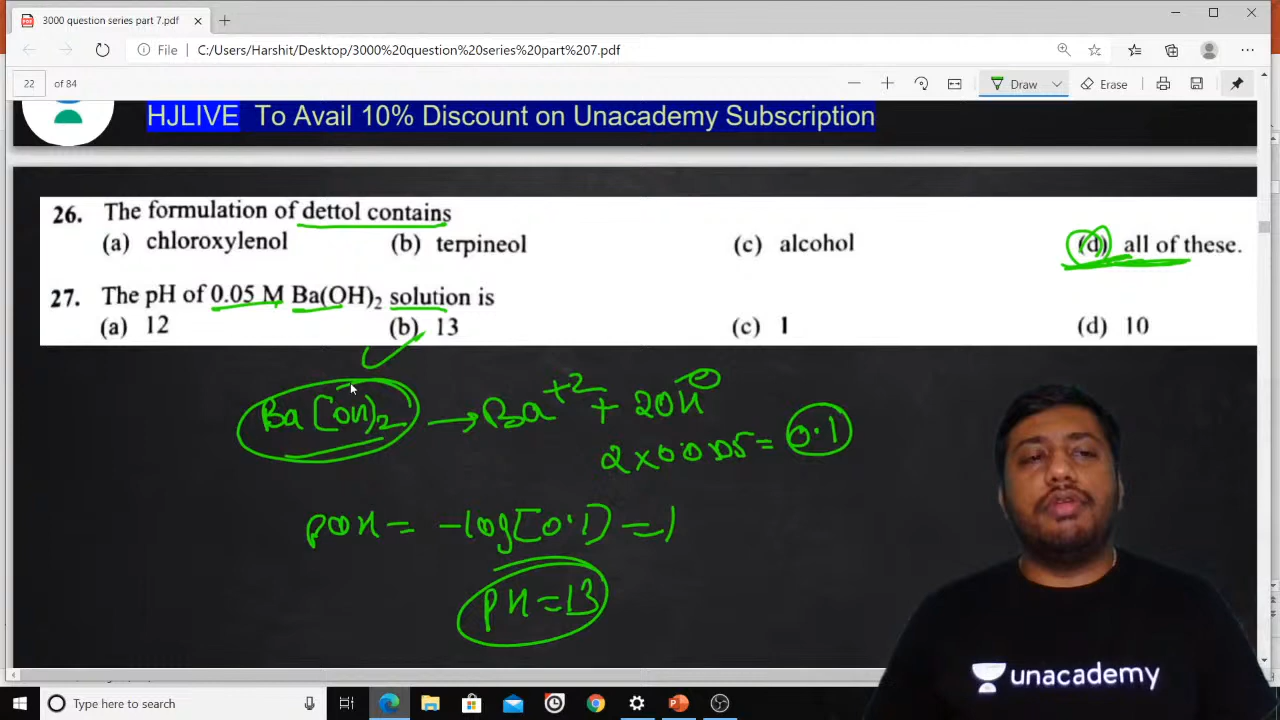 3000 question series part 7.pdf
File C:/Users/Harshit/Desktop/3000%20question%20series%20part%207.pdf
22 of 84 Draw Erase
HJLIVE To Avail 10% Discount on Unacademy Subscription
26. The formulation of dettol contains
(a) chloroxylenol (b) terpineol (c) alcohol (d) all of these.
27. The pH of 0.05 M Ba(OH)₂ solution is
(a) 12 (b) 13 (c) 1 (d) 10
Ba(OH)₂ → Ba⁺² + 2OH⊖
2×0.05 = 0.1
pOH = -log[0.1) = 1
pH = 13
unacademy
Type here to search